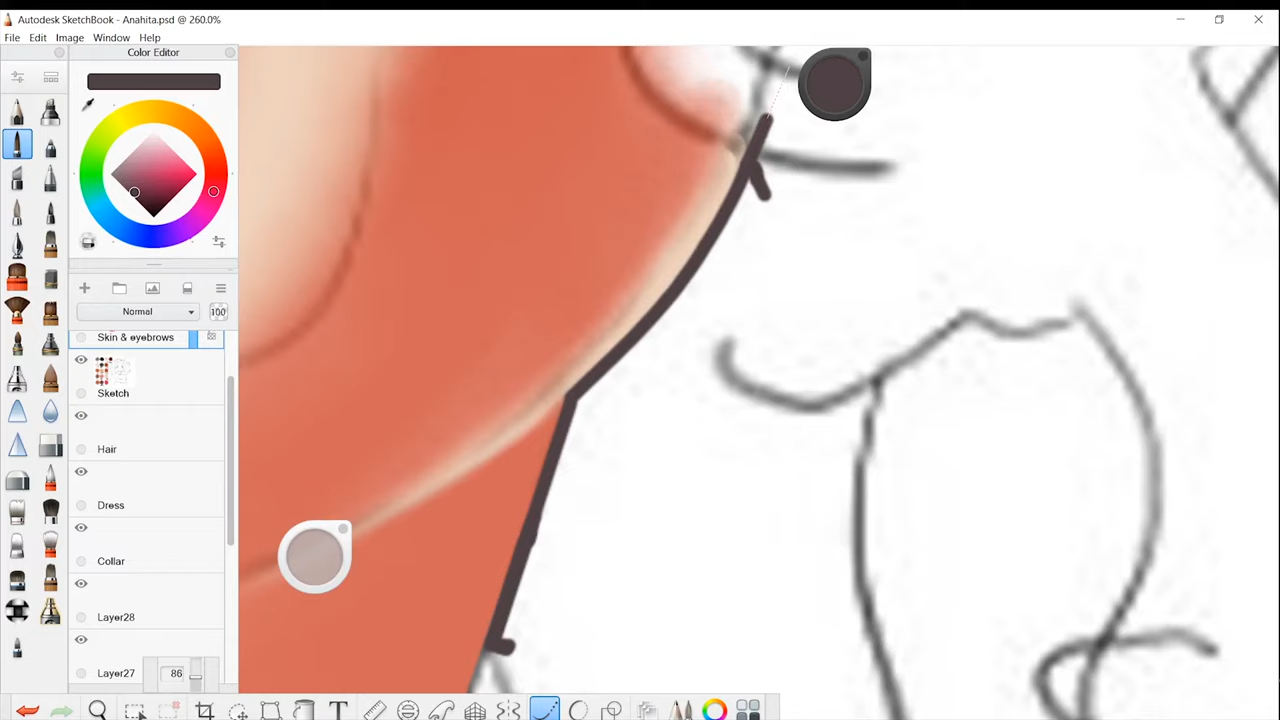 Autodesk SketchBook - Anahita.psd @ 260.0%
File Edit Image Window Help
Color Editor
Normal
100
Skin & eyebrows
Sketch
Hair
Dress
Collar
Layer28
Layer27
86
T